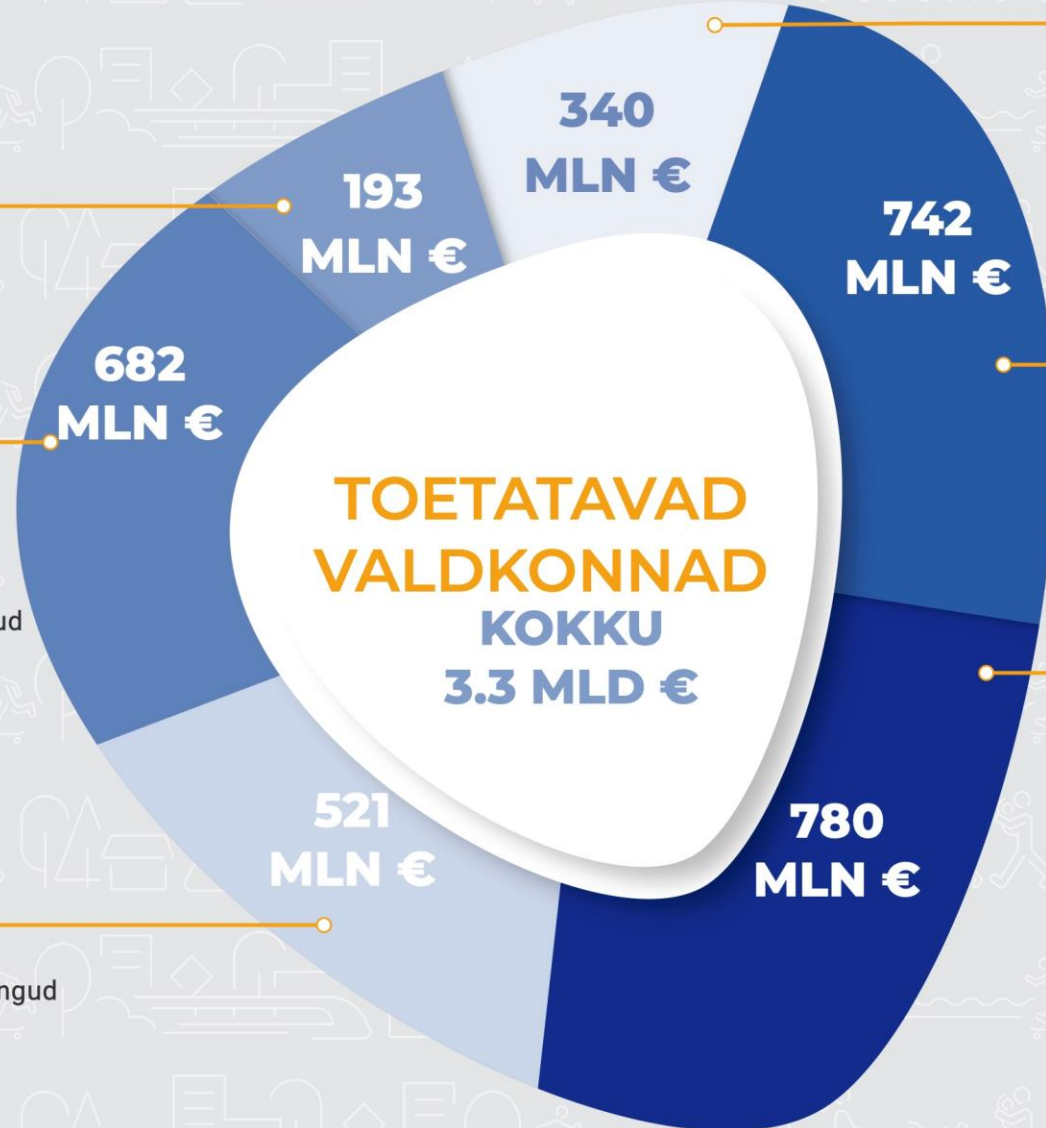 340
MLN €
193
MLN €
742
MLN €
682
MLN €
TOETATAVAD
VALDKONNAD
KOKKU
3.3 MLD €
521
MLN €
780
MLN €